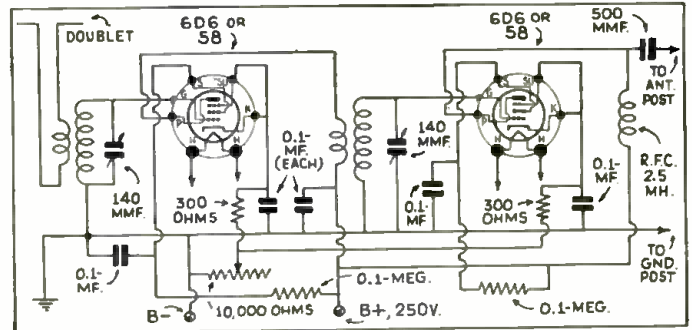 DOUBLET
6D6 OR
58
6D6 OR
58
500
MMF.
TO
ANT.
POST
G
P
K
H
H
G
P
K
H
H
140
MMF.
0.1-
MF.
(EACH)
140
MMF.
0.1-
MF
0.1-
MF.
R.F.C.
2.5
MH.
300
OHMS
300
OHMS
0.1-
MF.
TO
GND.
POST
B-
10,000 OHMS
0.1-MEG.
B+, 250V.
0.1-MEG.